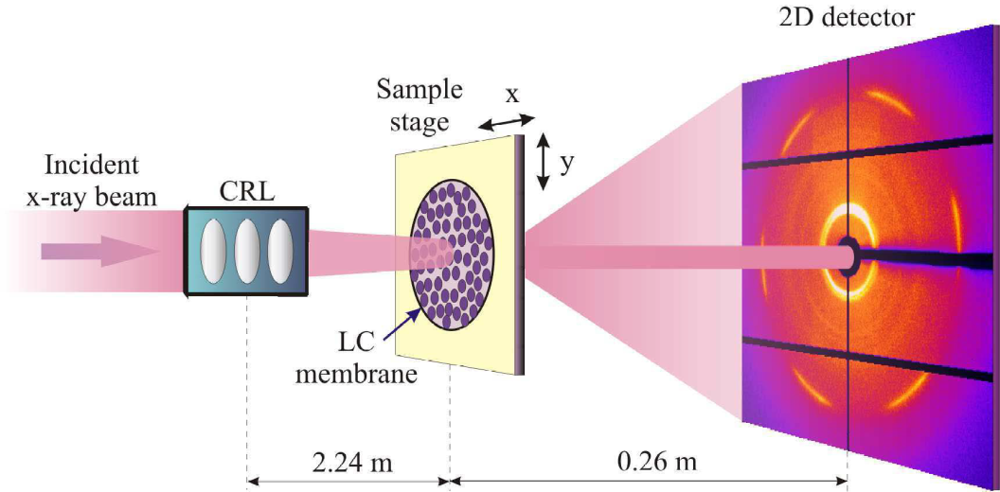 2D detector
Sample
stage
x
y
Incident
x-ray beam
CRL
LC
membrane
2.24 m
0.26 m